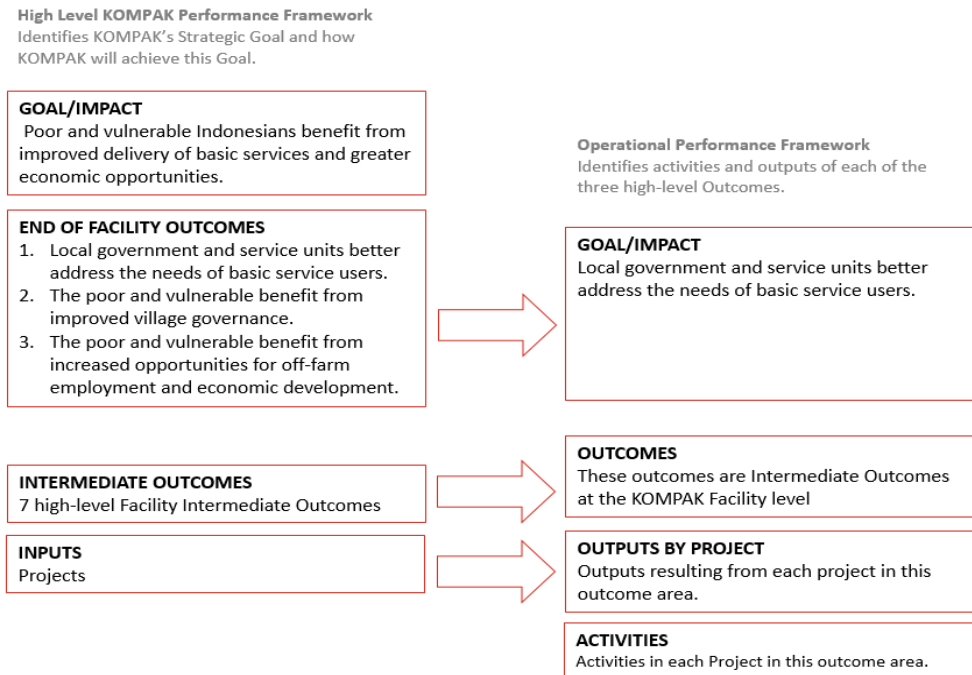 High Level KOMPAK Performance Framework
Identifies KOMPAK's Strategic Goal and how
KOMPAK will achieve this Goal.
GOAL/IMPACT
Poor and vulnerable Indonesians benefit from
improved delivery of basic services and greater
economic opportunities.
END OF FACILITY OUTCOMES
1. Local government and service units better
address the needs of basic service users.
2. The poor and vulnerable benefit from
improved village governance.
3. The poor and vulnerable benefit from
increased opportunities for off-farm
employment and economic development.
INTERMEDIATE OUTCOMES
7 high-level Facility Intermediate Outcomes
INPUTS
Projects
Operational Performance Framework
Identifies activities and outputs of each of the
three high-level Outcomes.
GOAL/IMPACT
Local government and service units better
address the needs of basic service users.
OUTCOMES
These outcomes are Intermediate Outcomes
at the KOMPAK Facility level
OUTPUTS BY PROJECT
Outputs resulting from each project in this
outcome area.
ACTIVITIES
Activities in each Project in this outcome area.